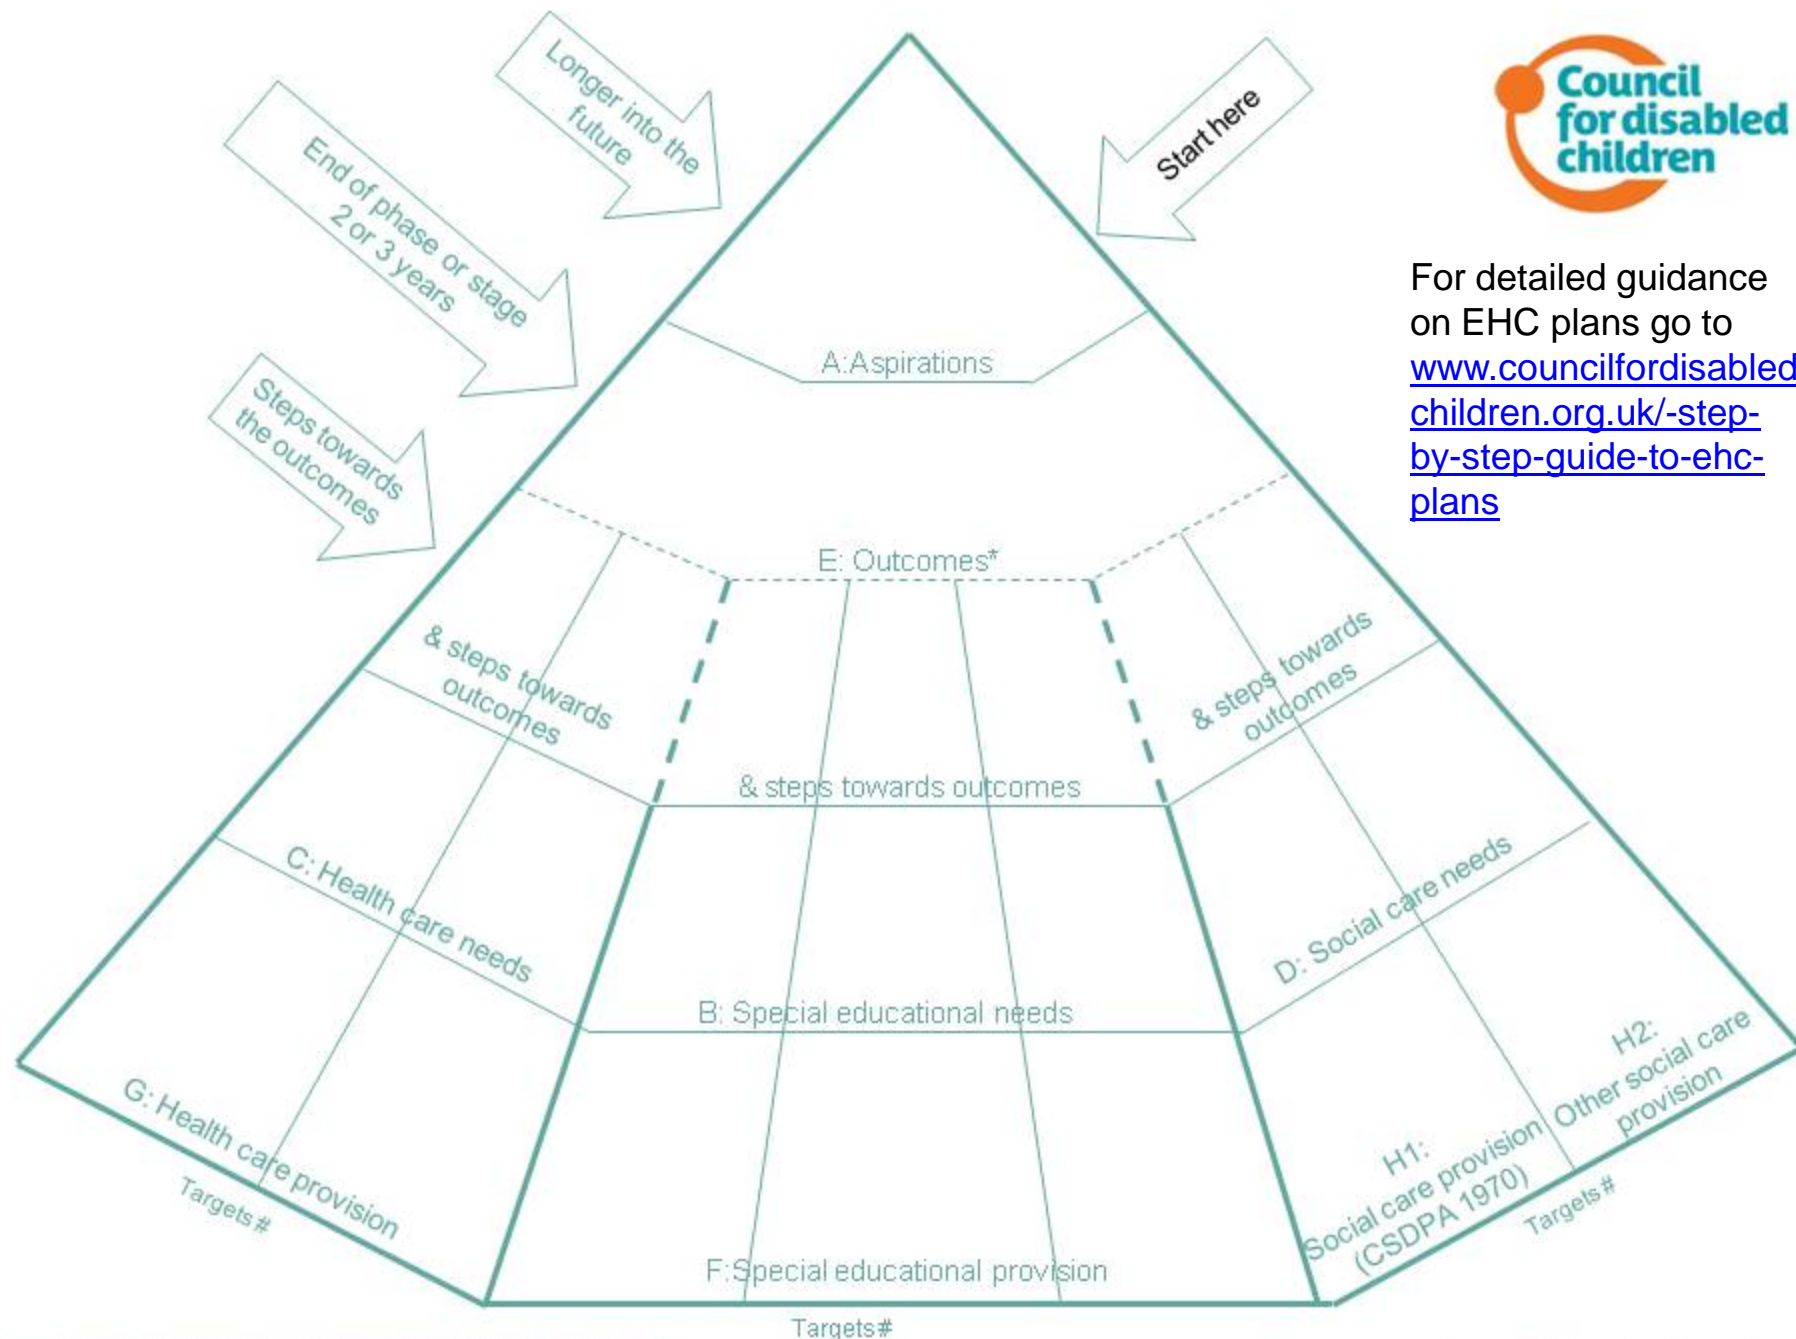 Longer into the
future
Start here
Council
for disabled
children
End of phase or stage
2 or 3 years
For detailed guidance
on EHC plans go to
www.councilfordisabled
children.org.uk/-step-
by-step-guide-to-ehc-
plans
A:Aspirations
Steps towards
the outcomes
E: Outcomes*
& steps towards
outcomes
& steps towards outcomes
& steps towards
outcomes
C: Health care needs
B: Special educational needs
D: Social care needs
G: Health care provision
Targets#
F:Special educational provision
Targets#
H1:
Social care provision
(CSDPA 1970)
H2:
Other social care
provision
Targets#